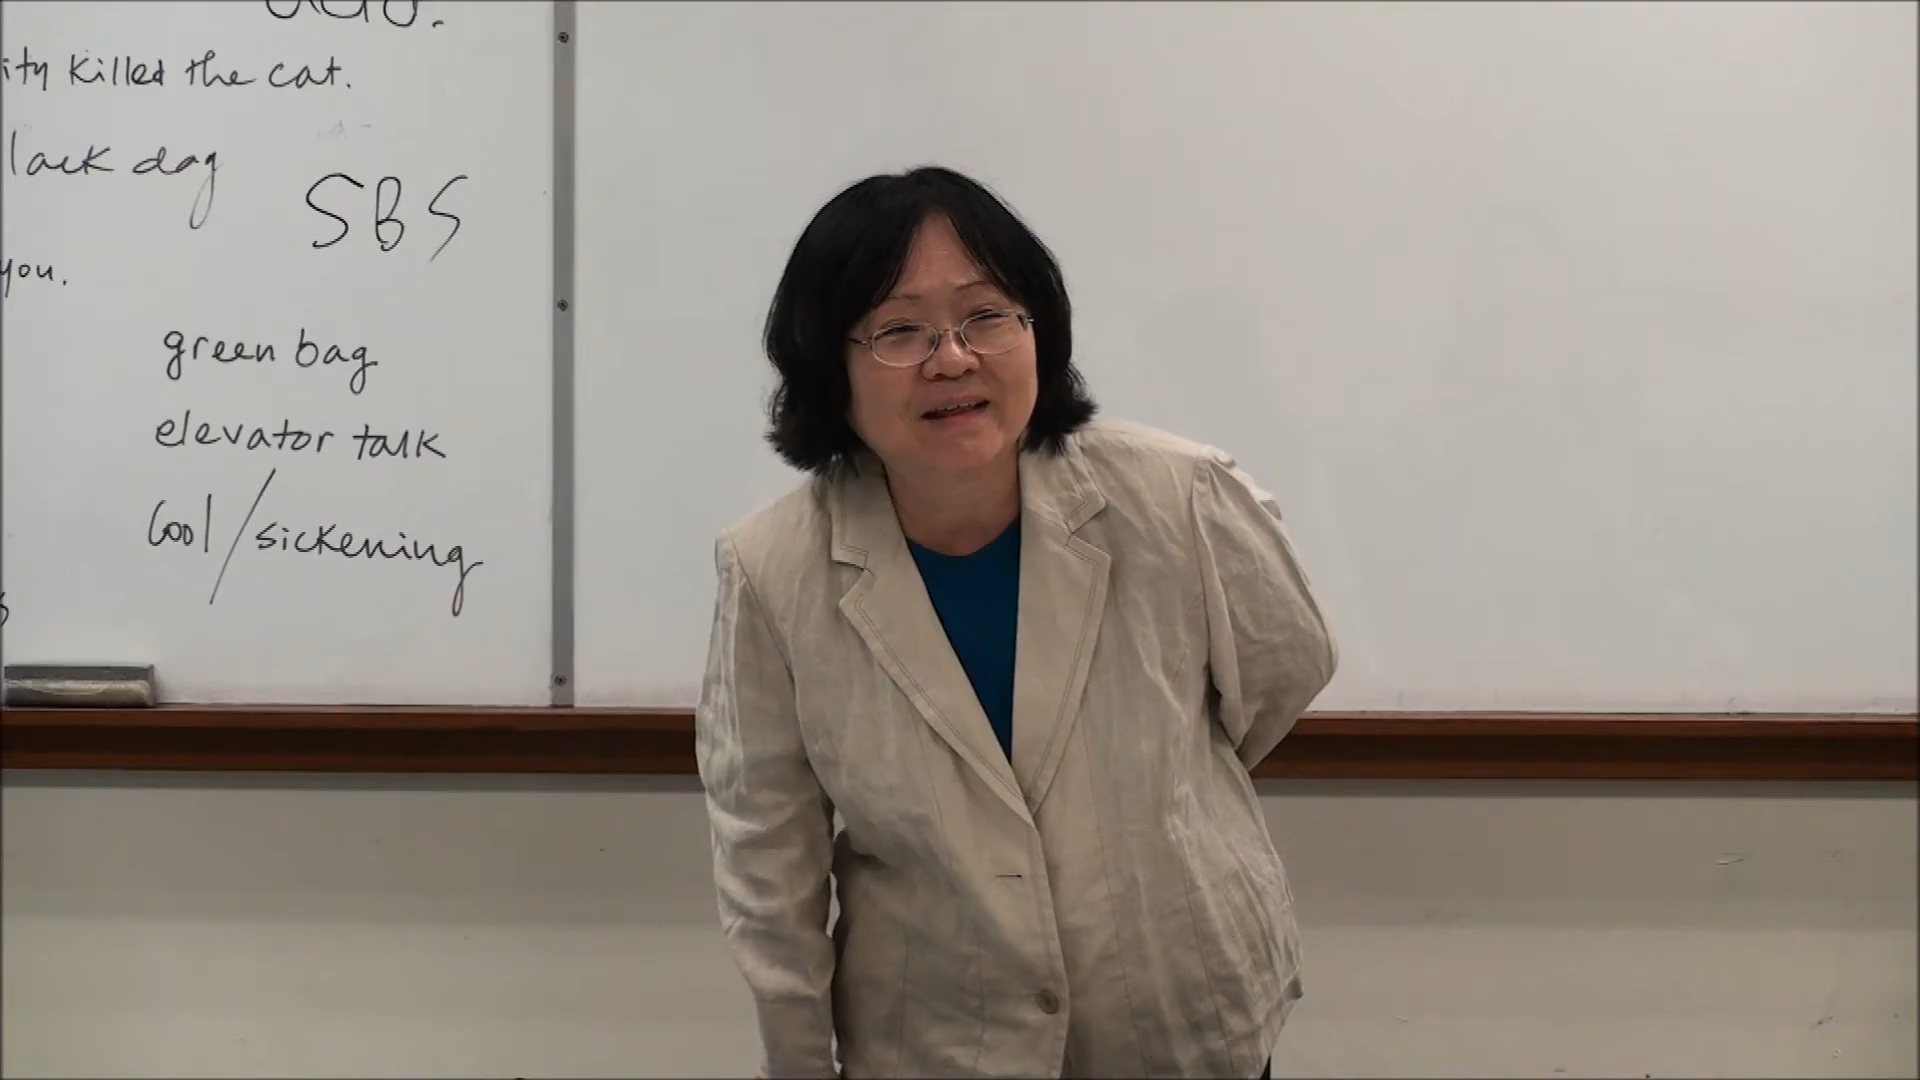 ity killed the cat.
lack dog
SBS
you.
green bag
elevator talk
Cool/sickening